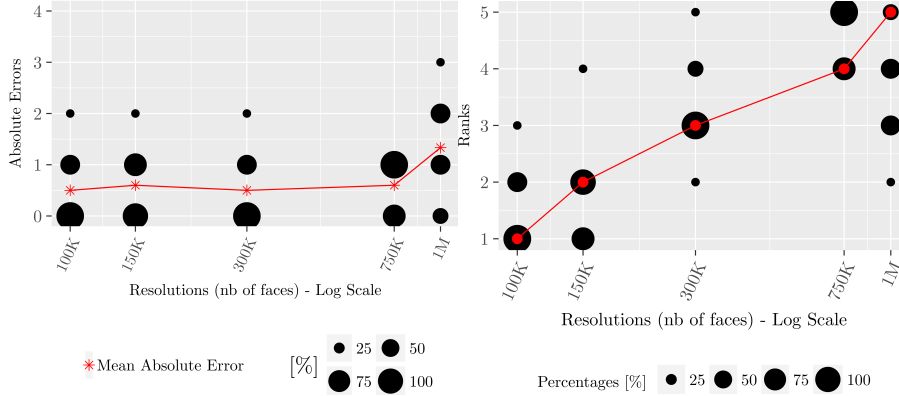 4
3
2
1
0
Absolute Errors
100K
150K
300K
750K
1M
Resolutions (nb of faces) - Log Scale
Mean Absolute Error
[%]
25
50
75
100
5
4
3
2
1
Ranks
100K
150K
300K
750K
1M
Resolutions (nb of faces) - Log Scale
Percentages [%]
25
50
75
100